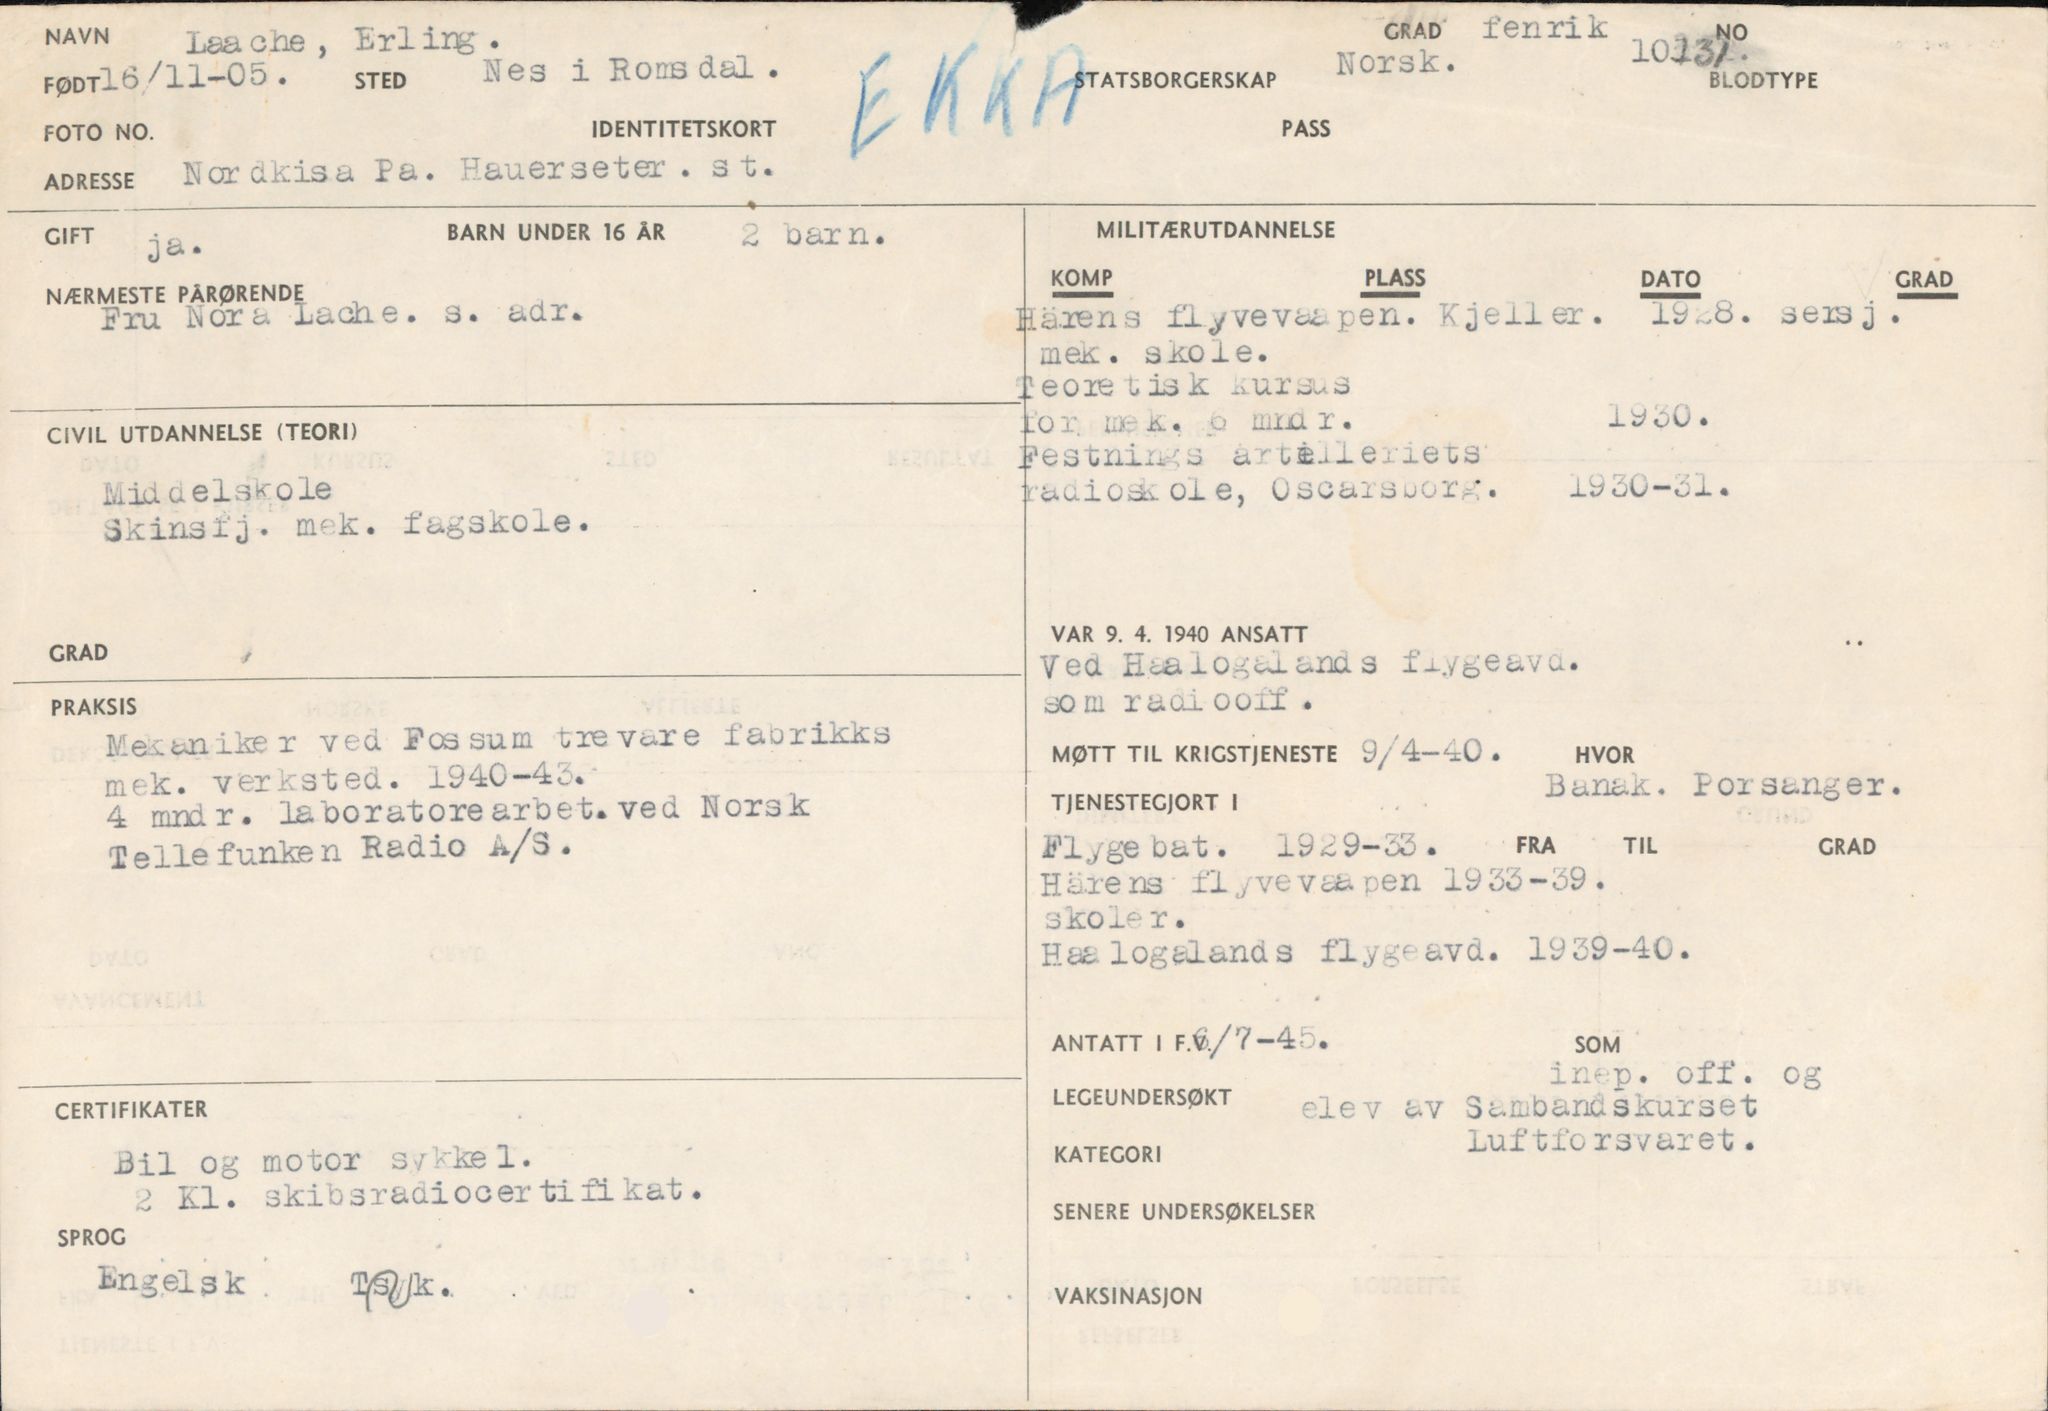 NAVN Laache, Erling. GRAD fenrik NO
FØDT 16/11-05. STED Nes i Romsdal. STATSBORGERSKAP Norsk. BLODTYPE
EKKA
FOTO NO. IDENTITETSKORT PASS
ADRESSE Nordkisa Pa. Hauerseter. st.
GIFT ja. BARN UNDER 16 ÅR 2 barn.
NÆRMESTE PÅRØRENDE
Fru Nora Lache. s. adr.
CIVIL UTDANNELSE (TEORI)
Middelskole
Skinsfj. mek. fagskole.
GRAD
PRAKSIS
Mekaniker ved Fossum trevare fabrikks
mek. verksted. 1940-43.
4 mndr. laboratorearbet. ved Norsk
Tellefunken Radio A/S.
CERTIFIKATER
Bil og motor sykkel.
2 Kl. skibsradiocertifikat.
SPROG
Engelsk
MILITÆRUTDANNELSE
KOMP PLASS DATO GRAD
Härens flyvevaapen. Kjeller. 1928. sersj.
mek. skole.
Teoretisk kursus
for mek. 6 mndr. 1930.
Festnings artilleriets
radioskole, Oscarsborg. 1930-31.
VAR 9. 4. 1940 ANSATT
Ved Haalogalands flygeavd.
som radiooff.
MØTT TIL KRIGSTJENESTE 9/4-40. HVOR
Banak. Porsanger.
TJENESTEGJORT I
Flygebat. 1929-33. FRA TIL GRAD
Härens flyvevaapen 1933-39.
skoler.
Haalogalands flygeavd. 1939-40.
ANTATT I F.V. 6/7-45. SOM
inep. off. og
LEGEUNDERSØKT elev av Sambandskurset
Luftforsvaret.
KATEGORI
SENERE UNDERSØKELSER
VAKSINASJON